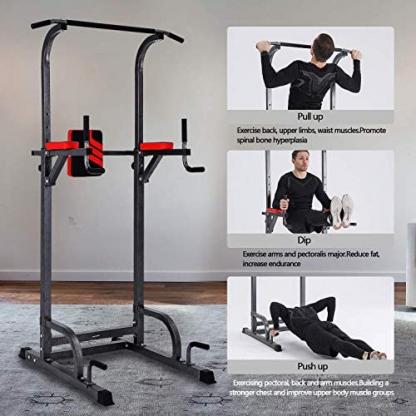 Pull up
Exercise back, upper limbs, waist muscles.Promote
spinal bone hyperplasia
Dip
Exercise arms and pectoralis major.Reduce fat,
increase endurance
Push up
Exercising pectoral, back and arm muscles.Building a
stronger chest and improve upper body muscle groups